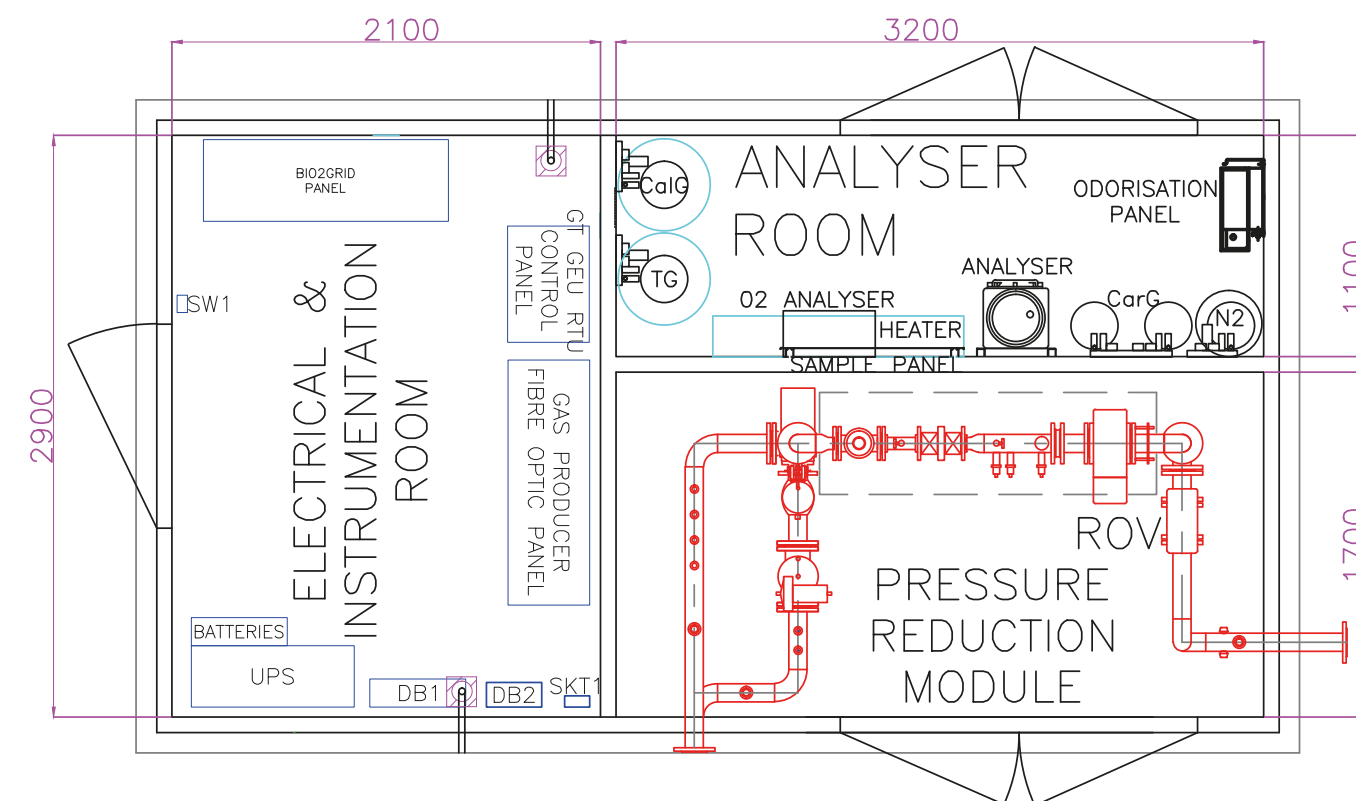 2100
3200
BIO2GRID
PANEL
CalG
ANALYSER
ROOM
ODORISATION
PANEL
GT GEU RTU
CONTROL
PANEL
TG
ANALYSER
SW1
O2 ANALYSER
CarG
N2
HEATER
1100
SAMPLE PANEL
ELECTRICAL &
INSTRUMENTATION
ROOM
2900
GAS PRODUCER
FIBRE OPTIC PANEL
ROV
PRESSURE
REDUCTION
MODULE
1700
BATTERIES
UPS
DB1
DB2
SKT1